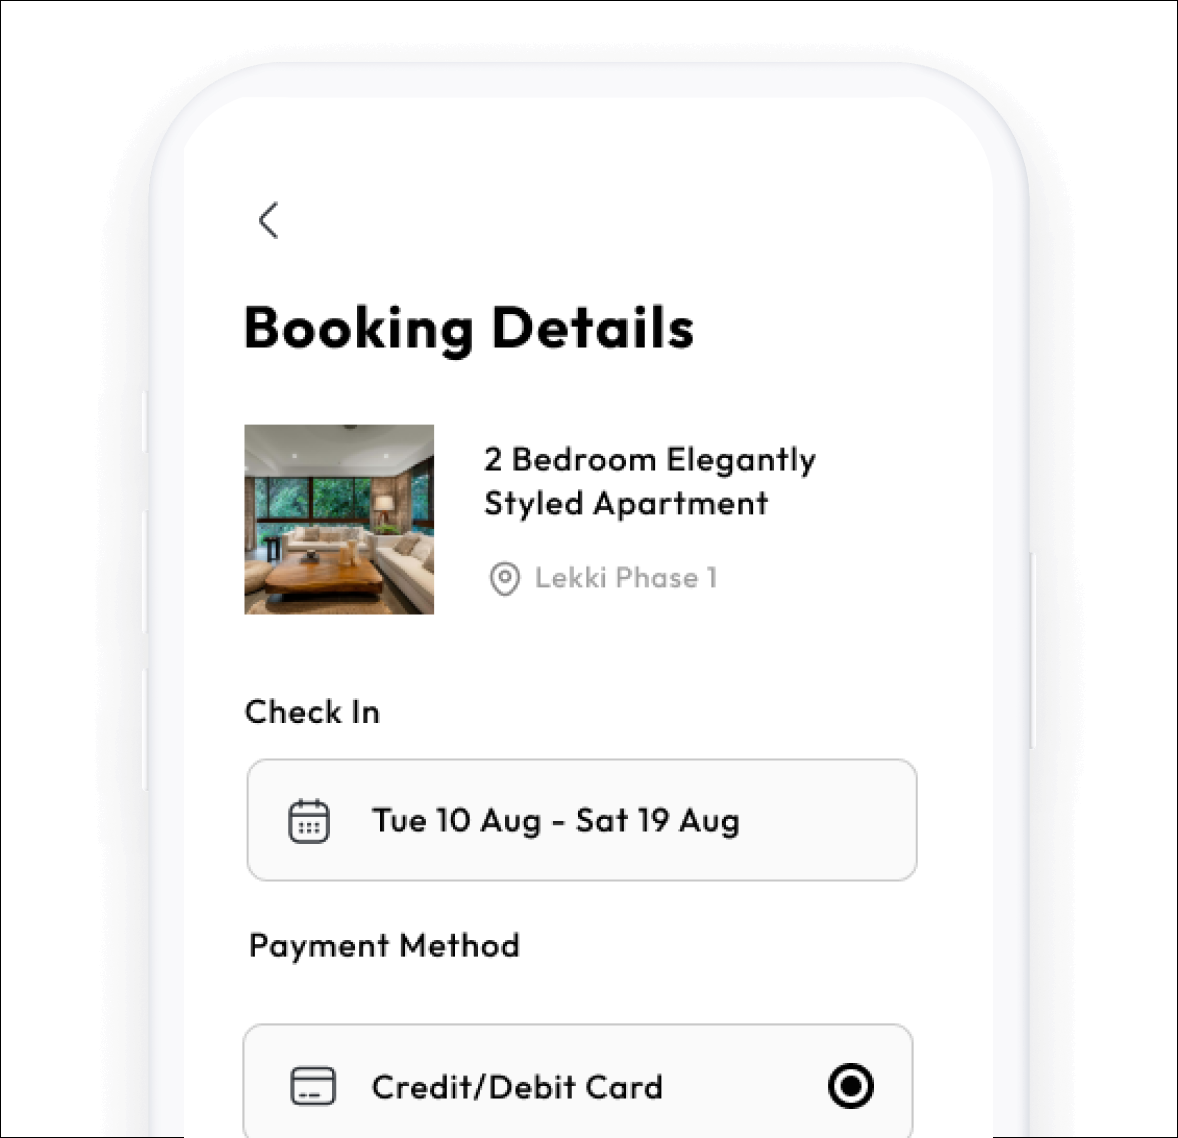 Booking Details
2 Bedroom Elegantly
Styled Apartment
Lekki Phase 1
Check In
Tue 10 Aug - Sat 19 Aug
Payment Method
Credit/Debit Card